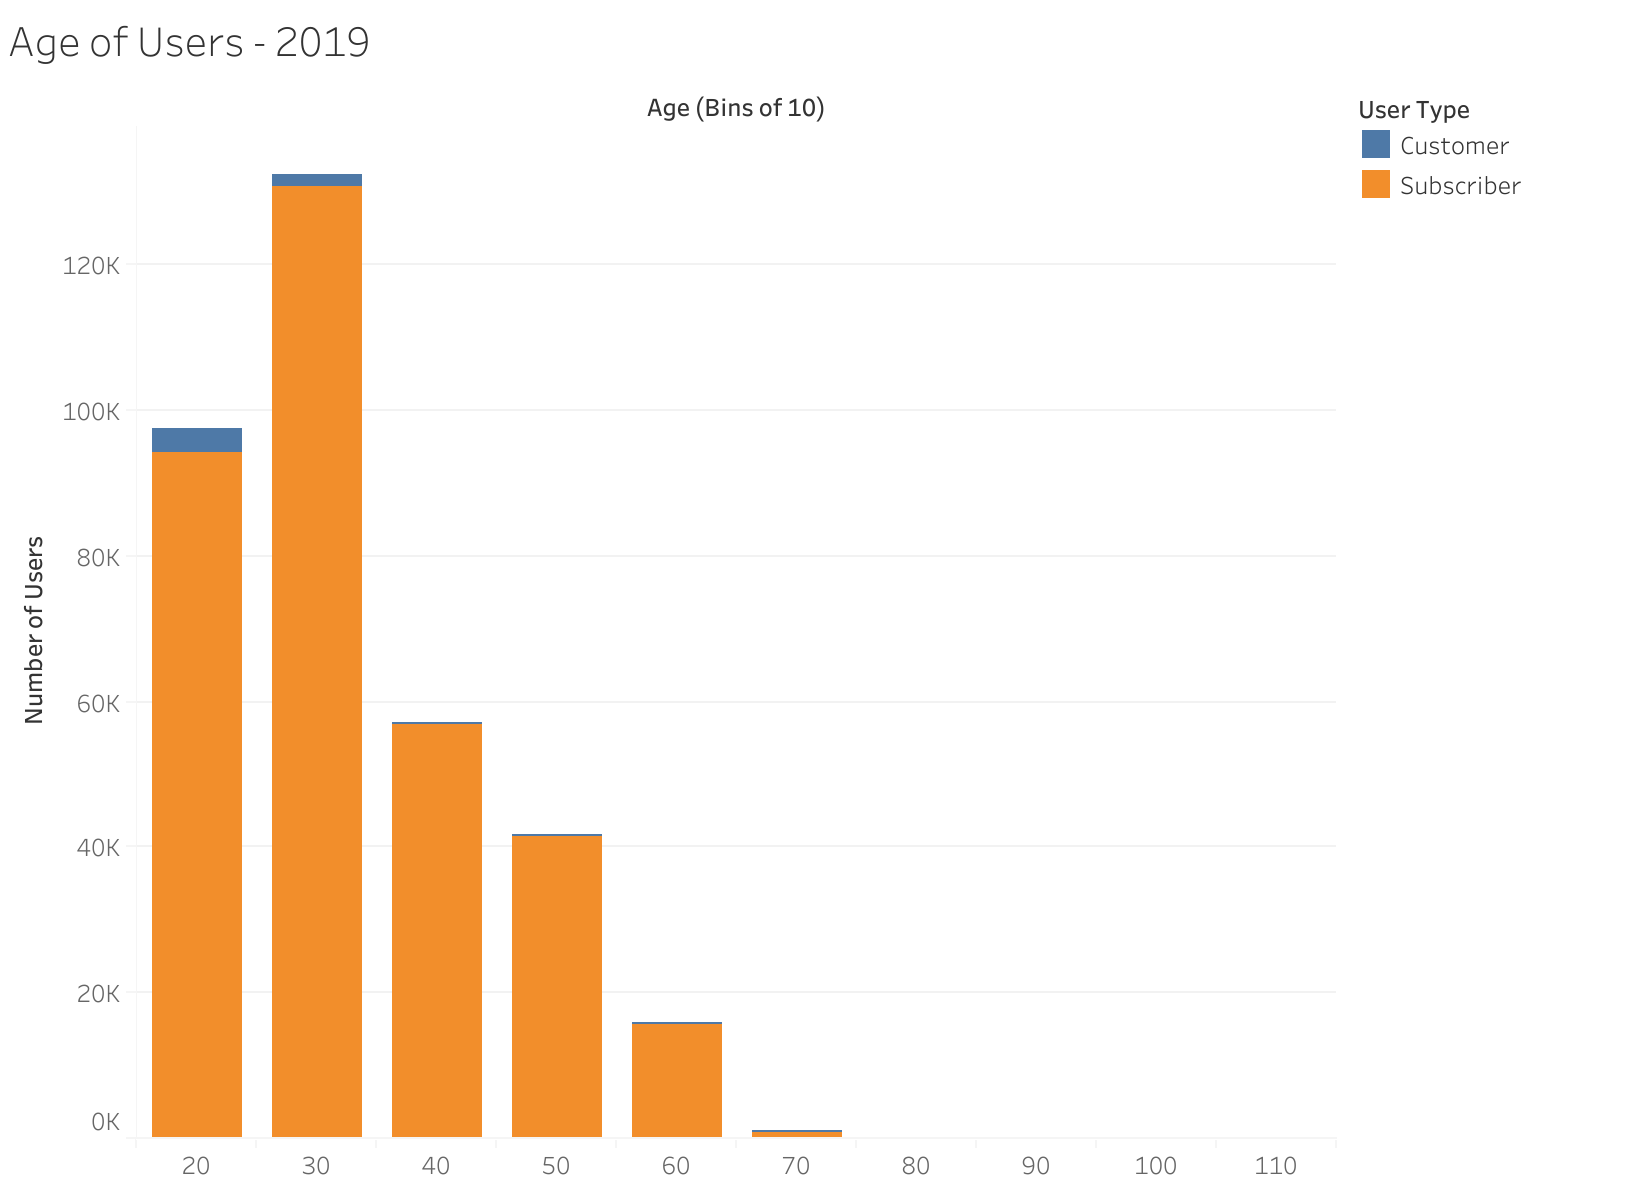 Age of Users - 2019
Age (Bins of 10)
User Type
Customer
Subscriber
Number of Users
120K
100K
80K
60K
40K
20K
0K
20 30 40 50 60 70 80 90 100 110